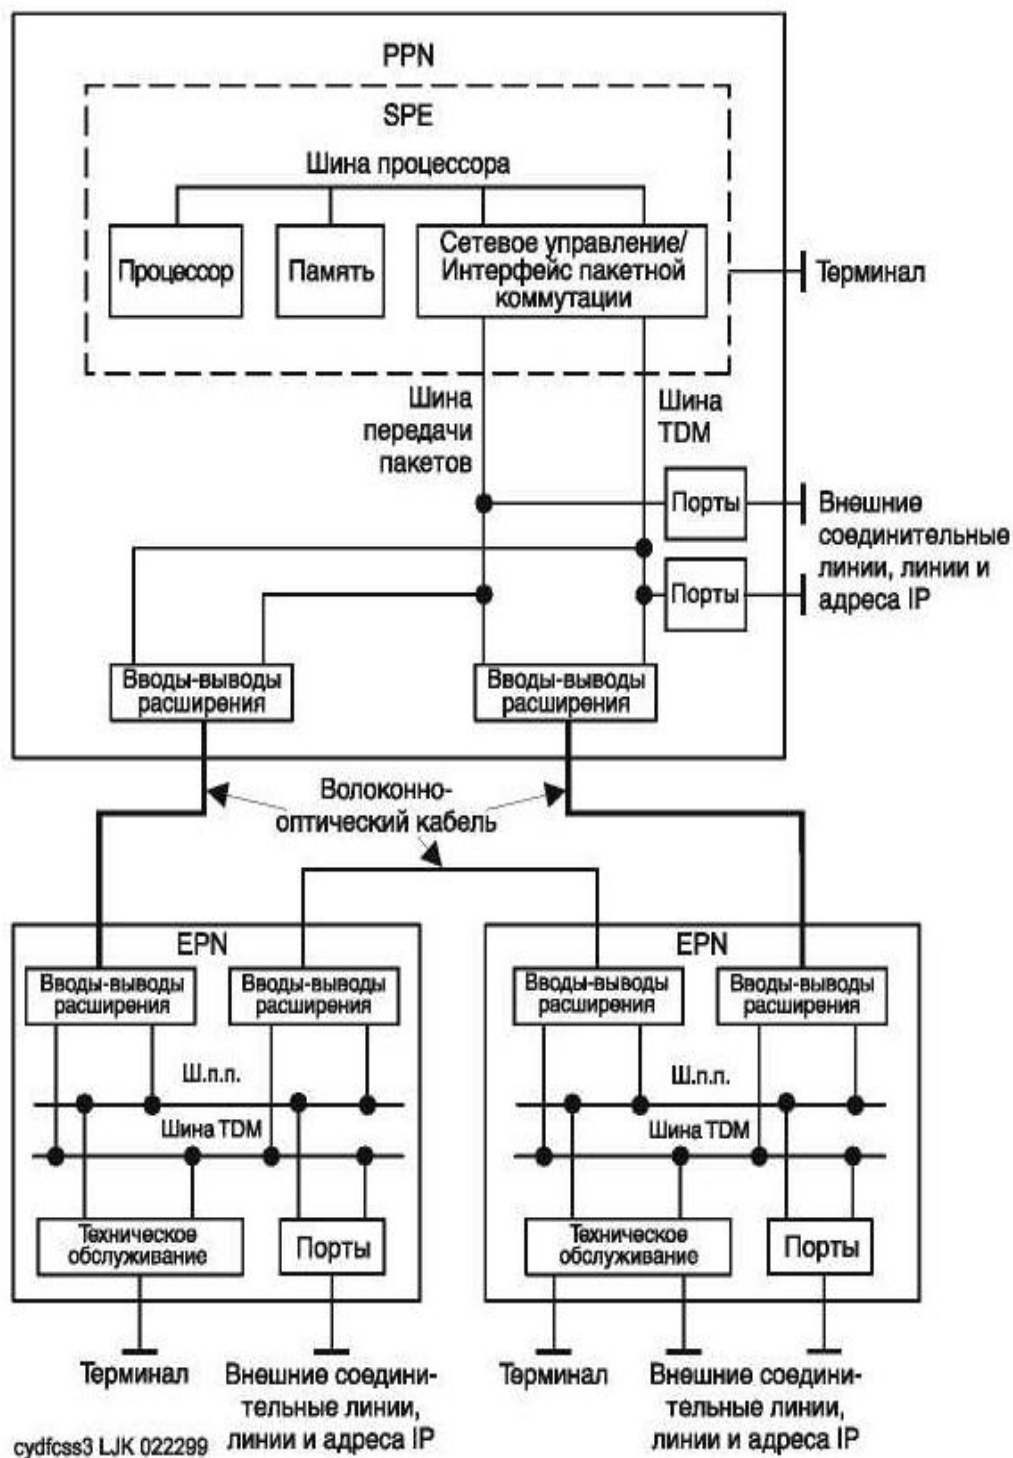 PPN
SPE
Шина процессора
Процессор
Память
Сетевое управление/
Интерфейс пакетной
коммутации
Терминал
Шина
передачи
пакетов
Шина
TDM
Порты
Внешние
соединительные
линии, линии и
адреса IP
Порты
Вводы-выводы
расширения
Вводы-выводы
расширения
Волоконно-
оптический кабель
EPN
Вводы-выводы
расширения
Вводы-выводы
расширения
Ш.п.п.
Шина TDM
Техническое
обслуживание
Порты
Терминал
Внешние соедини-
тельные линии,
линии и адреса IP
EPN
Вводы-выводы
расширения
Вводы-выводы
расширения
Ш.п.п.
Шина TDM
Техническое
обслуживание
Порты
Терминал
Внешние соедини-
тельные линии,
линии и адреса IP
cydfcss3 LJK 022299